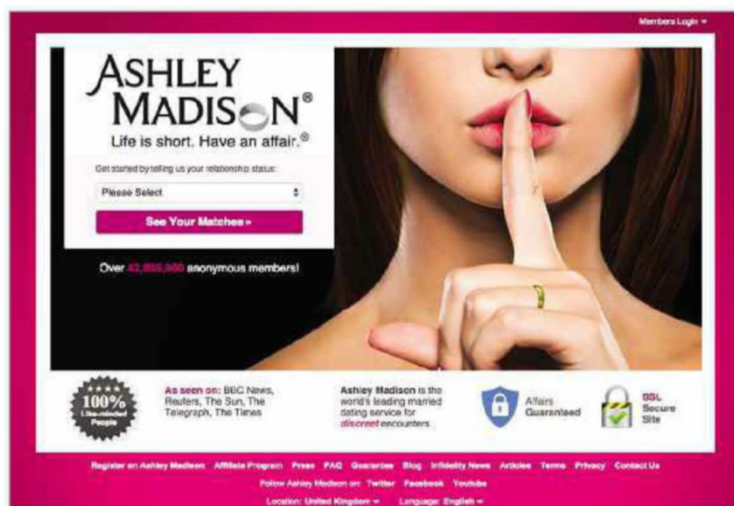 Members Login
ASHLEY
MADISON®
Life is short. Have an affair.®
Get started by telling us your relationship status:
Please Select
See Your Matches »
Over anonymous members!
100%
Like-minded
People
As seen on: BBC News,
Reuters, The Sun, The
Telegraph, The Times
Ashley Madison is the
world's leading married
dating service for
discreet encounters
Affairs
Guaranteed
SSL
Secure
Site
Register on Ashley Madison Affiliate Program Press FAQ Guarantee Blog Infidelity News Articles Terms Privacy Contact Us
Follow Ashley Madison on: Twitter Facebook Youtube
Location: United Kingdom Language: English